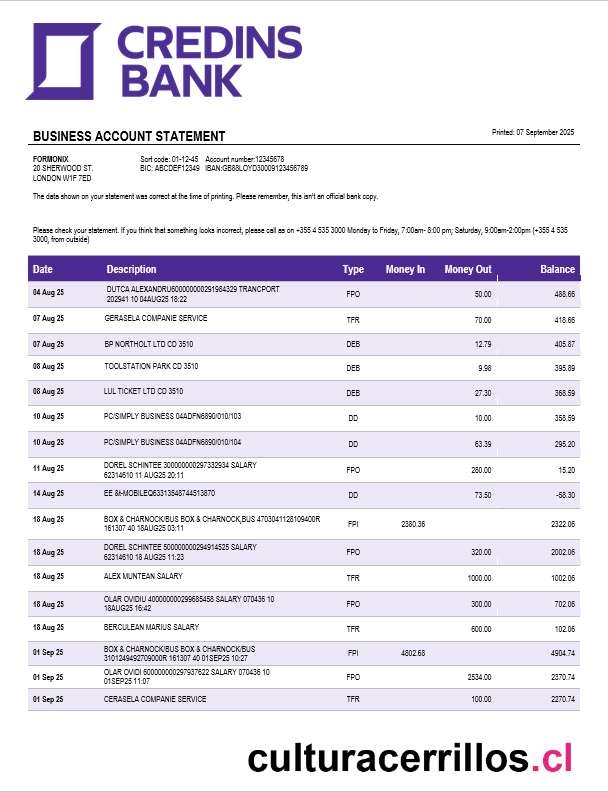 CREDINS
BANK
BUSINESS ACCOUNT STATEMENT
Printed: 07 September 2025
FORMONIX
20 SHERWOOD ST.
LONDON W1F 7ED
Sort code: 01-12-45 Account number:12345678
BIC: ABCDEF12349 IBAN:GB88LOYD30009123456789
The data shown on your statement was correct at the time of printing. Please remember, this isn't an official bank copy.
Please check your statement. If you think that something looks incorrect, please call as on +355 4 535 3000 Monday to Friday, 7:00am- 8:00 pm; Saturday, 9:00am-2:00pm (+355 4 535
3000, from outside)
Date Description Type Money In Money Out Balance
04 Aug 25 DUTCA ALEXANDRU600000000291984329 TRANCPORT
202941 10 04AUG25 18:22 FPO 50.00 488.66
07 Aug 25 GERASELA COMPANIE SERVICE TFR 70.00 418.66
07 Aug 25 BP NORTHOLT LTD CD 3510 DEB 12.79 405.87
08 Aug 25 TOOLSTATION PARK CD 3510 DEB 9.98 395.89
08 Aug 25 LUL TICKET LTD CD 3510 DEB 27.30 368.59
10 Aug 25 PC/SIMPLY BUSINESS 04ADFN6890/010/103 DD 10.00 358.59
10 Aug 25 PC/SIMPLY BUSINESS 04ADFN6890/010/104 DD 63.39 295.20
11 Aug 25 DOREL SCHINTEE 300000000297332934 SALARY
62314610 11 AUG25 20:11 FPO 280.00 15.20
14 Aug 25 EE &t-MOBILEQ63313548744513870 DD 73.50 -58.30
18 Aug 25 BOX & CHARNOCK/BUS BOX & CHARNOCK,BUS 4703041128109400R
161307 40 18AUG25 03:11 FPI 2380.36 2322.06
18 Aug 25 DOREL SCHINTEE 500000000294914525 SALARY
62314610 18 AUG25 11:23 FPO 320.00 2002.06
18 Aug 25 ALEX MUNTEAN SALARY TFR 1000.00 1002.06
18 Aug 25 OLAR OVIDIU 400000000299685458 SALARY 070436 10
18AUG25 16:42 FPO 300.00 702.06
18 Aug 25 BERCULEAN MARIUS SALARY TFR 600.00 102.06
01 Sep 25 BOX & CHARNOCK/BUS BOX & CHARNOCK/BUS
3101249492709000R 161307 40 01SEP25 10:27 FPI 4802.68 4904.74
01 Sep 25 OLAR OVIDI 600000000297937622 SALARY 070436 10
01SEP25 11:07 FPO 2534.00 2370.74
01 Sep 25 CERASELA COMPANIE SERVICE TFR 100.00 2270.74
culturacerrillos.cl